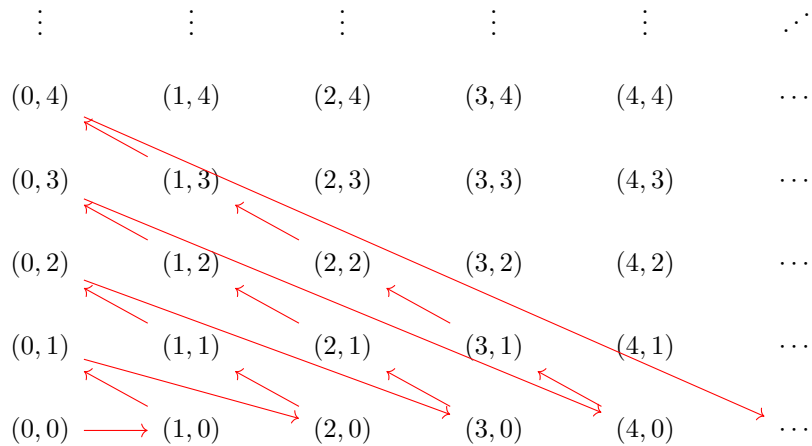 ⋮ ⋮ ⋮ ⋮ ⋮ ⋰
(0, 4) (1, 4) (2, 4) (3, 4) (4, 4) ⋯
(0, 3) (1, 3) (2, 3) (3, 3) (4, 3) ⋯
(0, 2) (1, 2) (2, 2) (3, 2) (4, 2) ⋯
(0, 1) (1, 1) (2, 1) (3, 1) (4, 1) ⋯
(0, 0) (1, 0) (2, 0) (3, 0) (4, 0) ⋯